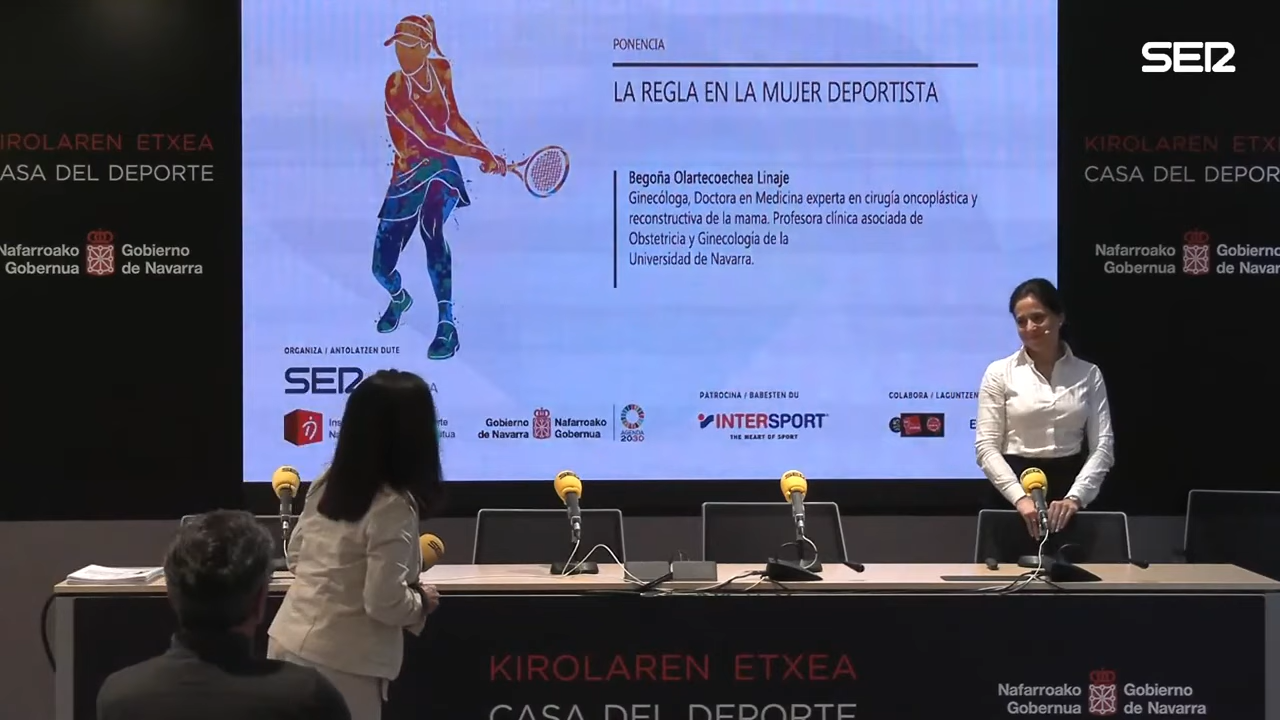 SER
PONENCIA
LA REGLA EN LA MUJER DEPORTISTA
Begoña Olartecoechea Linaje
Ginecóloga, Doctora en Medicina experta en cirugía oncoplástica y
reconstructiva de la mama. Profesora clínica asociada de
Obstetricia y Ginecología de la
Universidad de Navarra.
IROLAREN ETXEA
ASA DEL DEPORTE
Nafarroako
Gobernua
Gobierno
de Navarra
KIROLAREN ETX
CASA DEL DEPOR
Nafarroako
Gobernua
Gobierno
de Navar
ORGANIZA / ANTOLATZEN DUTE
SER
Gobierno
de Navarra
Nafarroako
Gobernua
AGENDA
2030
PATROCINA / BABESTEN DU
INTERSPORT
THE HEART OF SPORT
COLABORA / LAGUNTZEN
KIROLAREN ETXEA
CASA DEL DEPORTE
Nafarroako
Gobernua
Gobierno
de Navarra